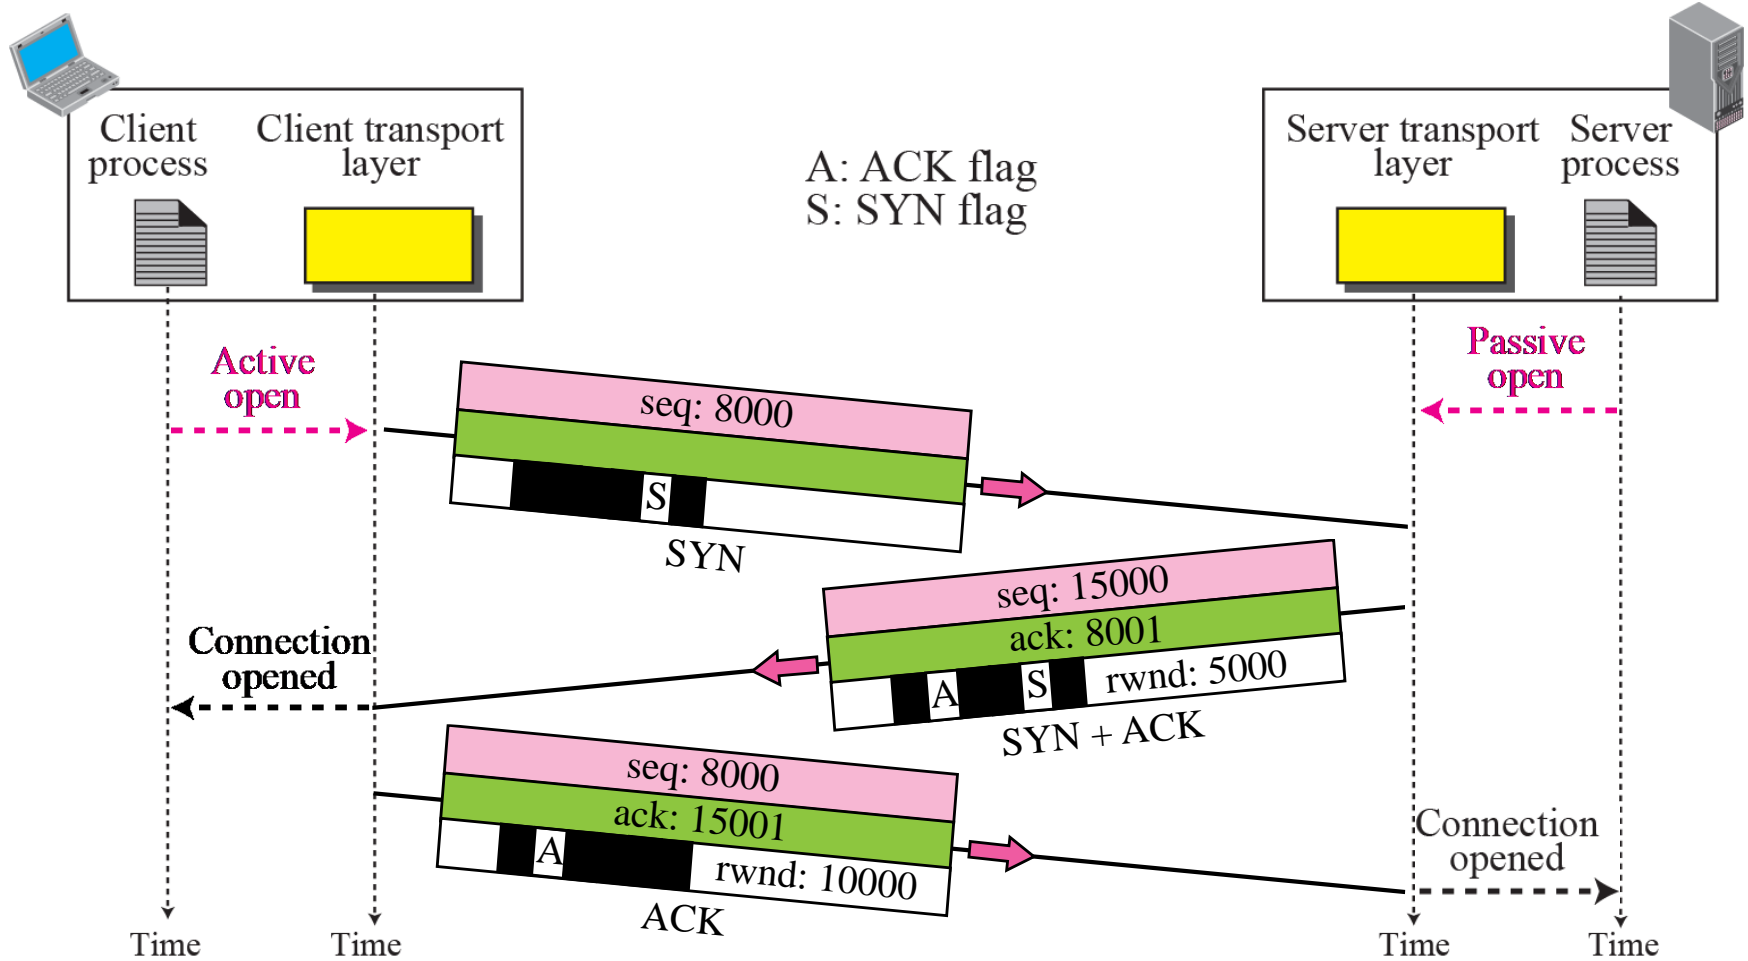 Client
process
Client transport
layer
A: ACK flag
S: SYN flag
Server transport
layer
Server
process
Active
open
Passive
open
seq: 8000
S
SYN
seq: 15000
ack: 8001
A
S
rwnd: 5000
SYN + ACK
Connection
opened
seq: 8000
ack: 15001
A
rwnd: 10000
ACK
Connection
opened
Time
Time
Time
Time